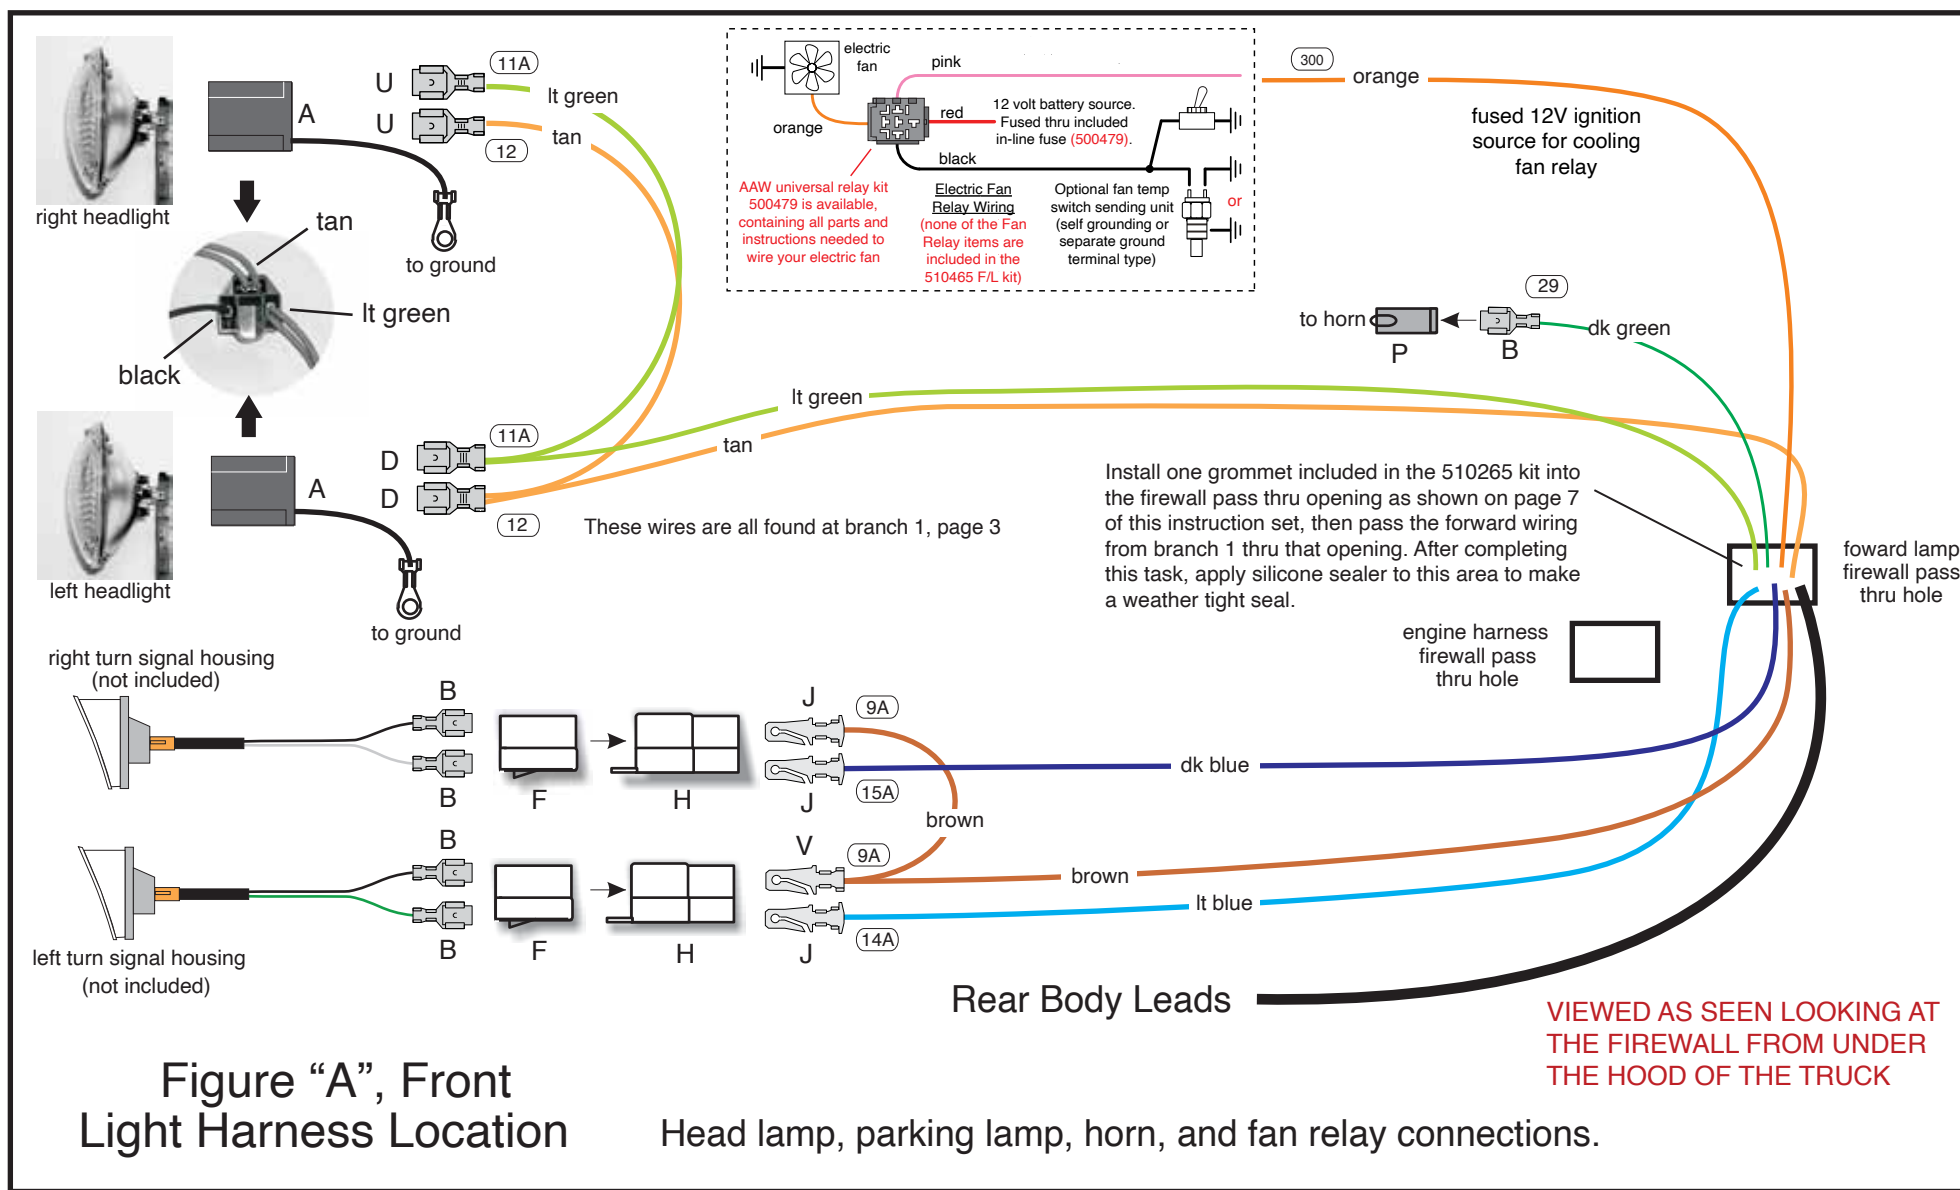 right headlight
A
to ground
U
11A
lt green
U
12
tan
tan
lt green
black
electric
fan
pink
orange
red
12 volt battery source.
Fused thru included
in-line fuse (500479).
black
AAW universal relay kit
500479 is available,
containing all parts and
instructions needed to
wire your electric fan
Electric Fan
Relay Wiring
(none of the Fan
Relay items are
included in the
510465 F/L kit)
Optional fan temp
switch sending unit
(self grounding or
separate ground
terminal type)
or
300
orange
fused 12V ignition
source for cooling
fan relay
to horn
P
B
29
dk green
left headlight
A
to ground
D
11A
D
12
lt green
tan
These wires are all found at branch 1, page 3
Install one grommet included in the 510265 kit into
the firewall pass thru opening as shown on page 7
of this instruction set, then pass the forward wiring
from branch 1 thru that opening. After completing
this task, apply silicone sealer to this area to make
a weather tight seal.
foward lamp
firewall pass
thru hole
engine harness
firewall pass
thru hole
right turn signal housing
(not included)
B
B
F
H
J
9A
J
15A
dk blue
brown
left turn signal housing
(not included)
B
B
F
H
V
9A
J
14A
brown
lt blue
Rear Body Leads
VIEWED AS SEEN LOOKING AT
THE FIREWALL FROM UNDER
THE HOOD OF THE TRUCK
Figure “A”, Front
Light Harness Location
Head lamp, parking lamp, horn, and fan relay connections.